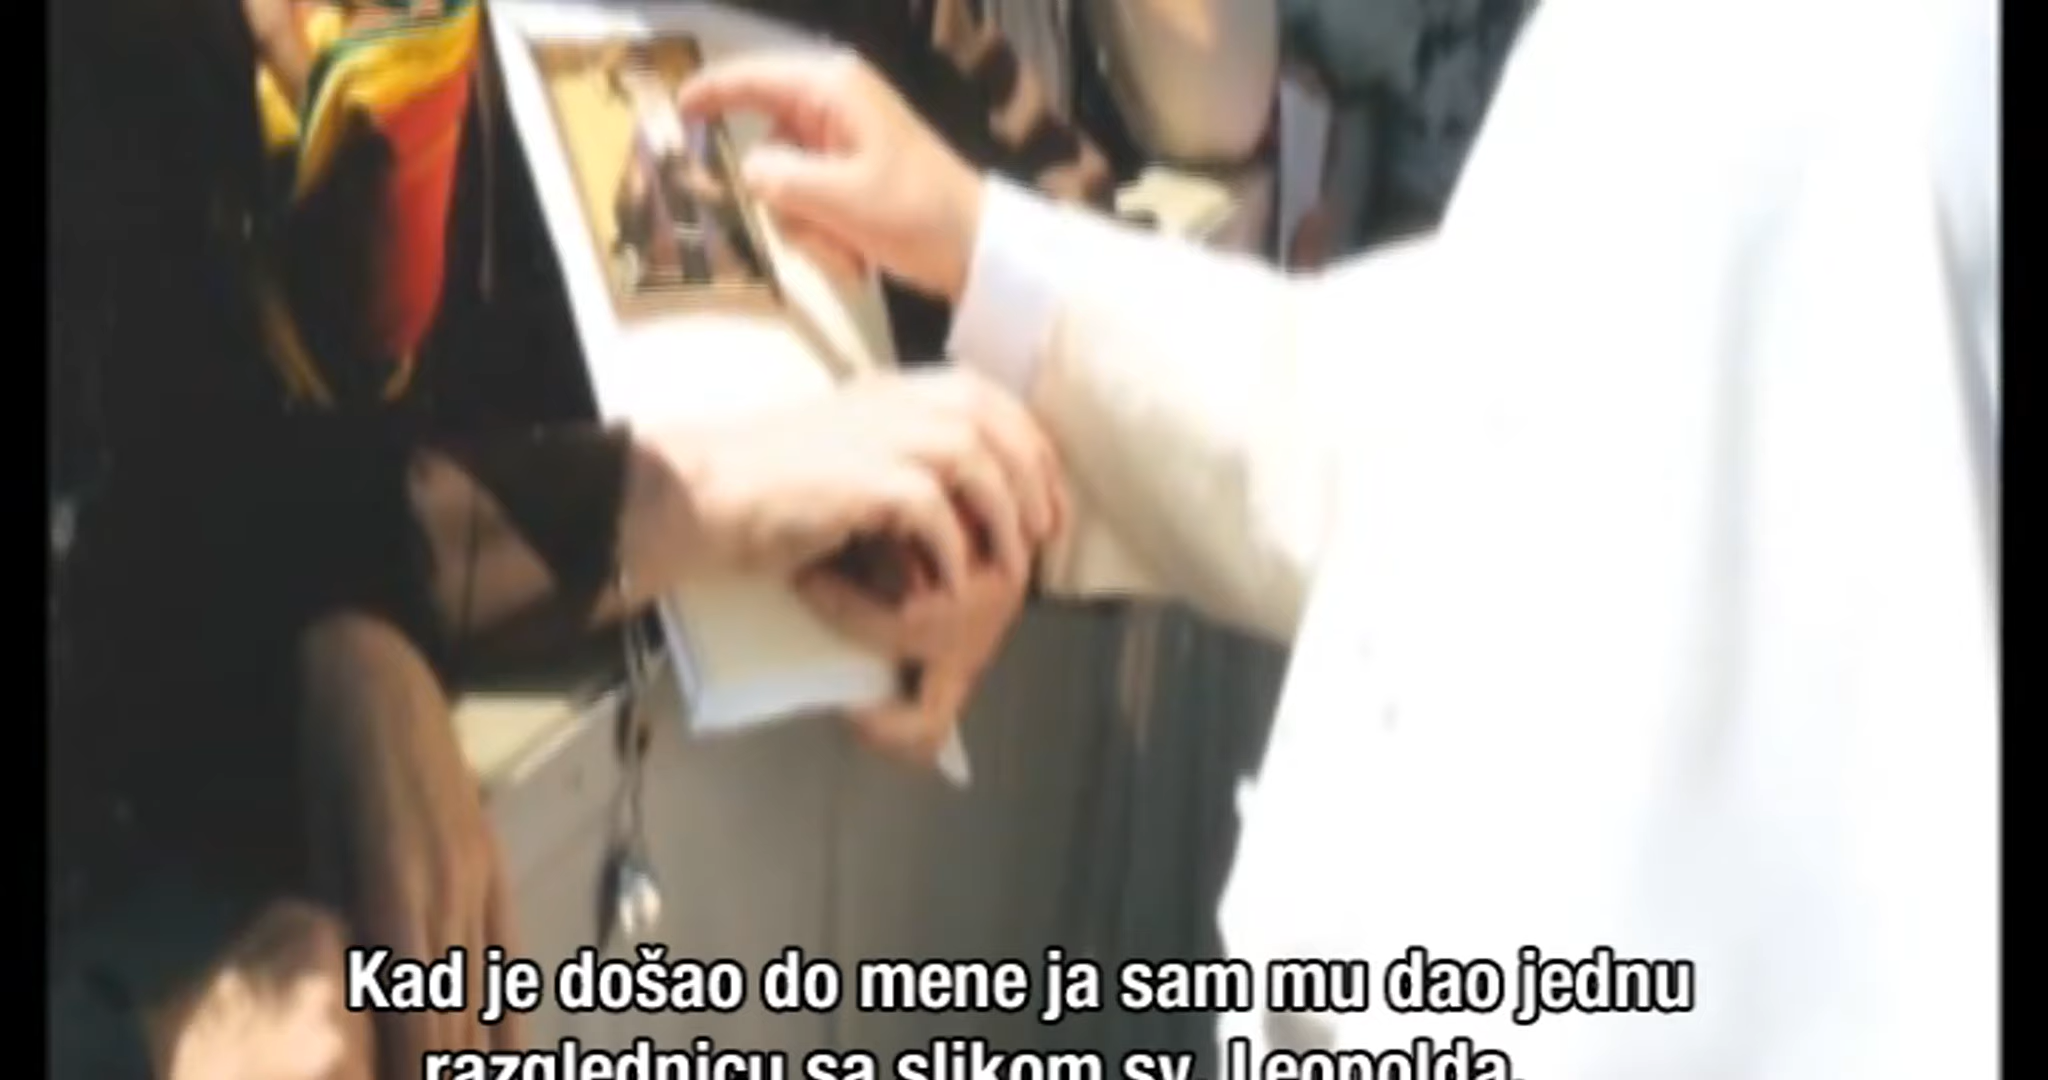 Kad je došao do mene ja sam mu dao jednu
razglednicu sa slikom sv. Leopolda.